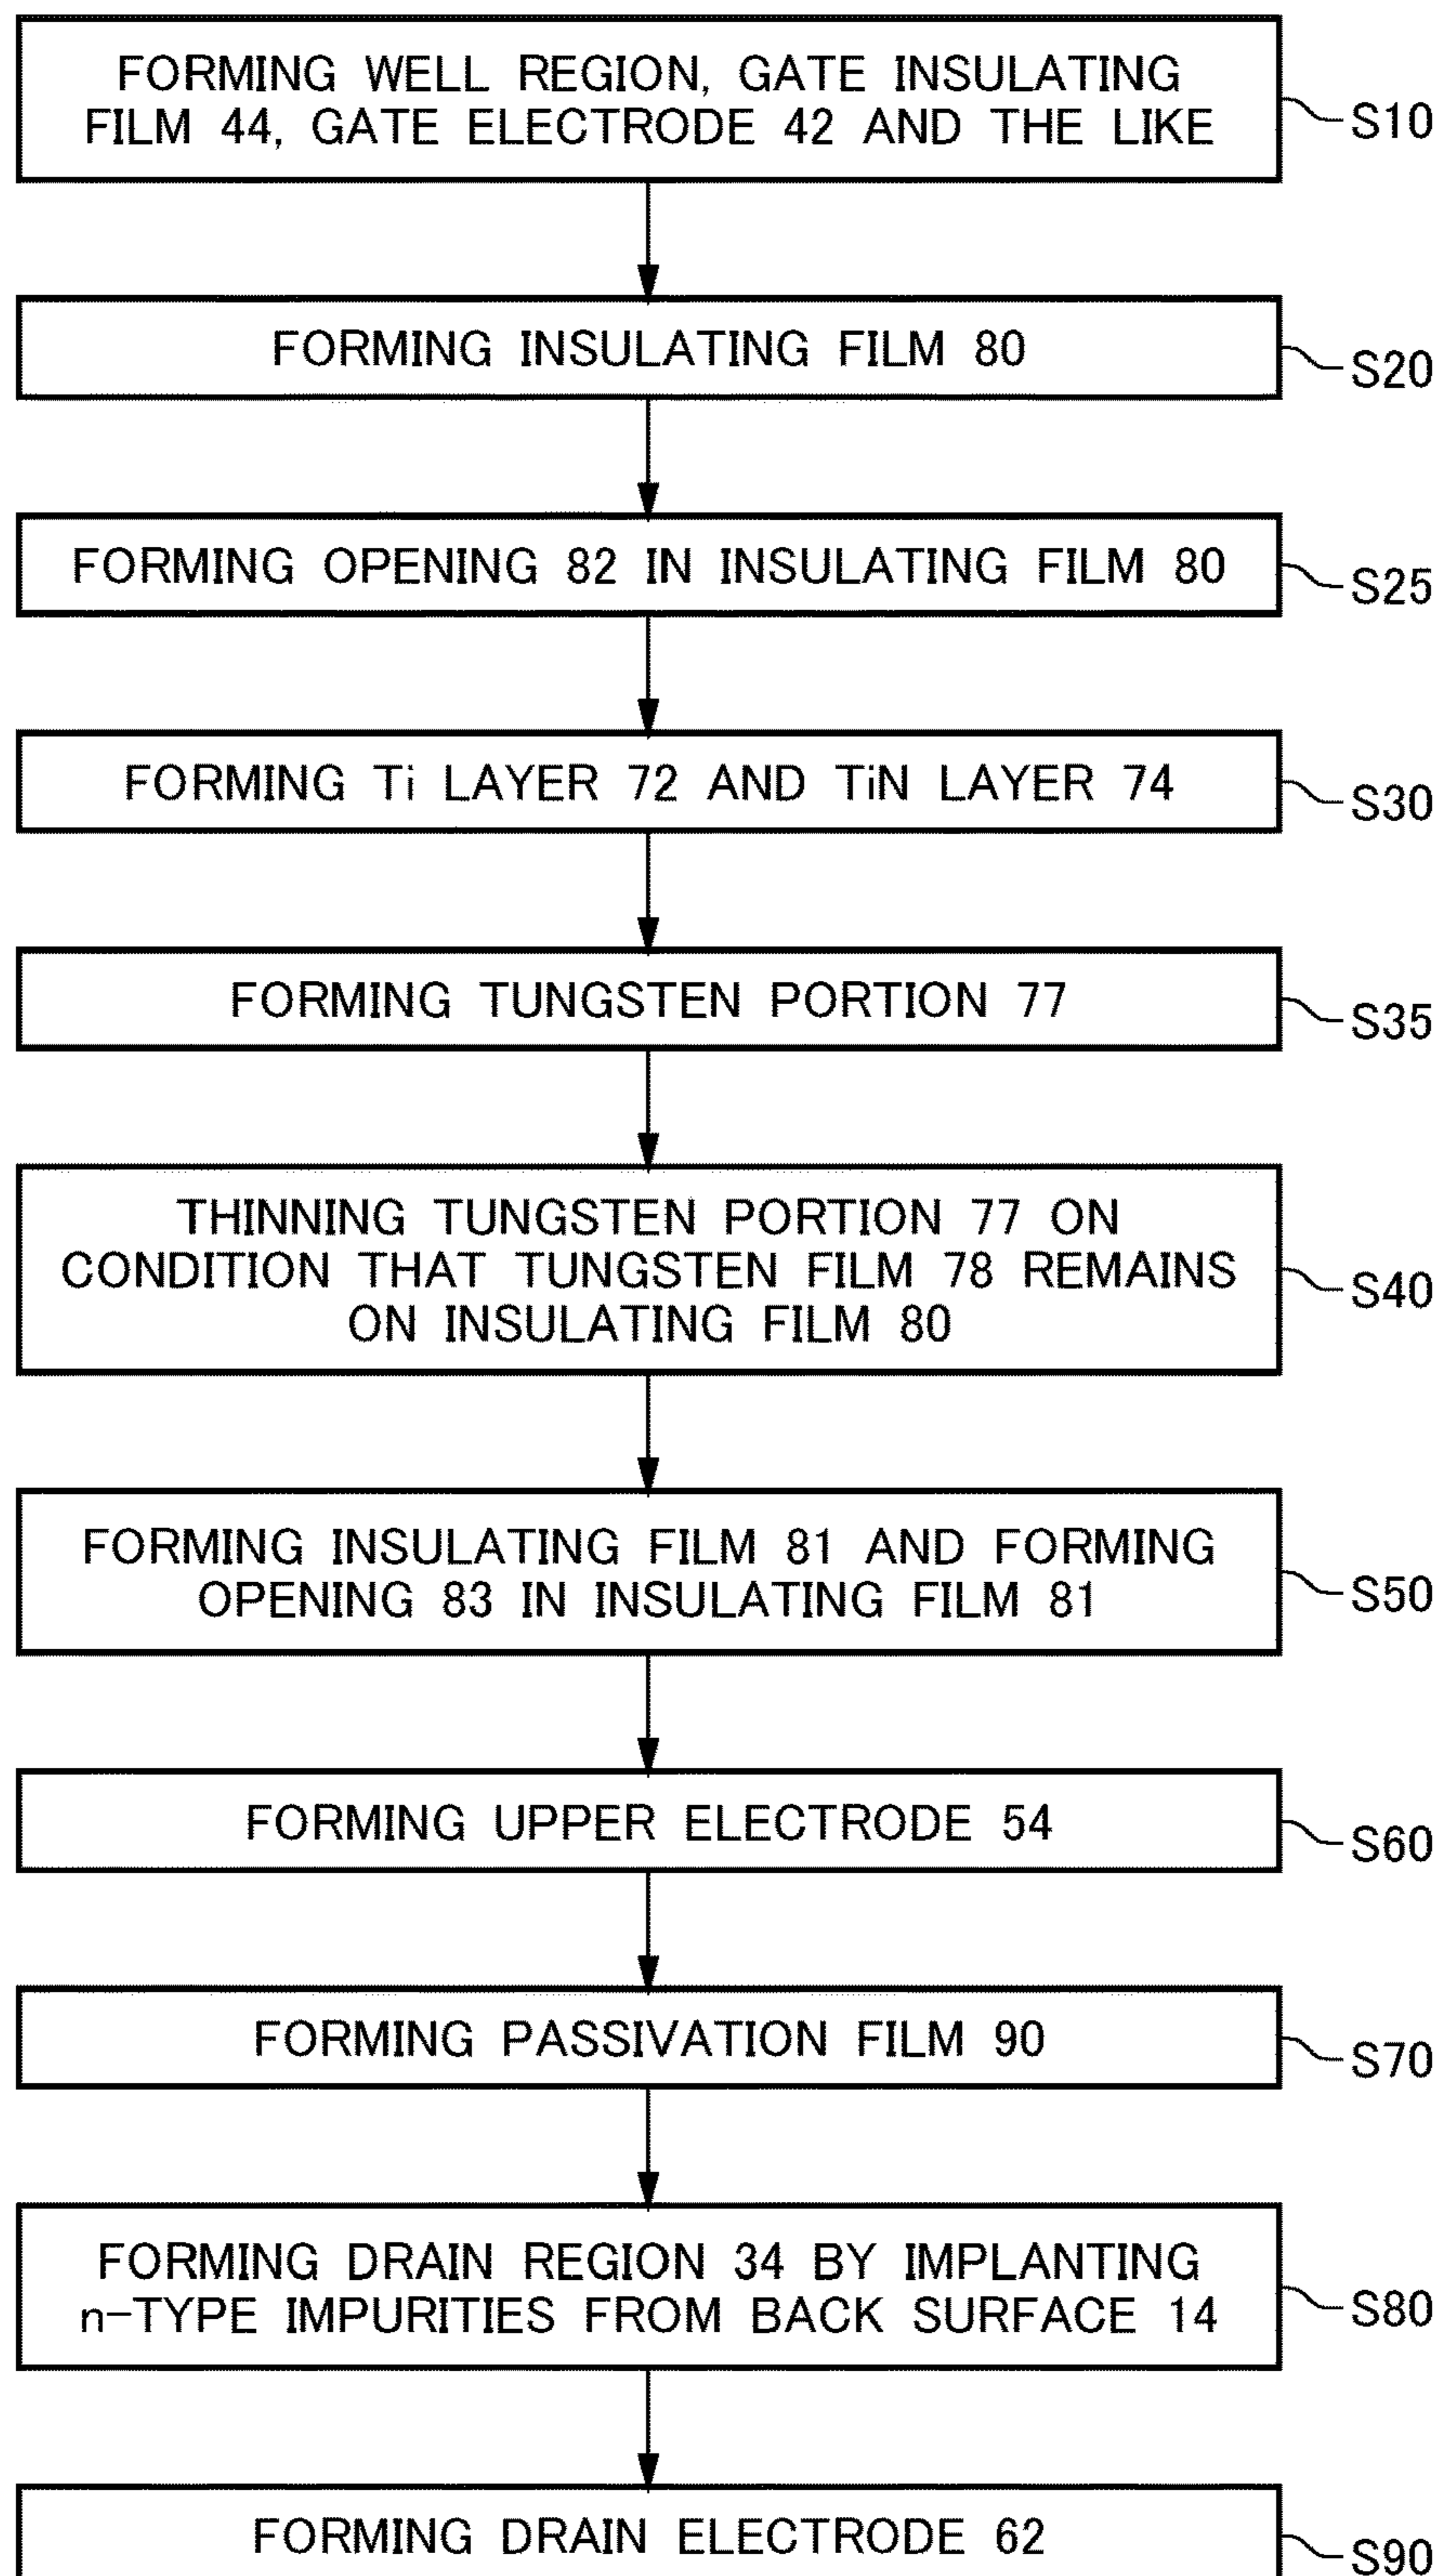 FORMING WELL REGION, GATE INSULATING
FILM 44, GATE ELECTRODE 42 AND THE LIKE
S10
FORMING INSULATING FILM 80
S20
FORMING OPENING 82 IN INSULATING FILM 80
S25
FORMING Ti LAYER 72 AND TiN LAYER 74
S30
FORMING TUNGSTEN PORTION 77
S35
THINNING TUNGSTEN PORTION 77 ON
CONDITION THAT TUNGSTEN FILM 78 REMAINS
ON INSULATING FILM 80
S40
FORMING INSULATING FILM 81 AND FORMING
OPENING 83 IN INSULATING FILM 81
S50
FORMING UPPER ELECTRODE 54
S60
FORMING PASSIVATION FILM 90
S70
FORMING DRAIN REGION 34 BY IMPLANTING
n-TYPE IMPURITIES FROM BACK SURFACE 14
S80
FORMING DRAIN ELECTRODE 62
S90